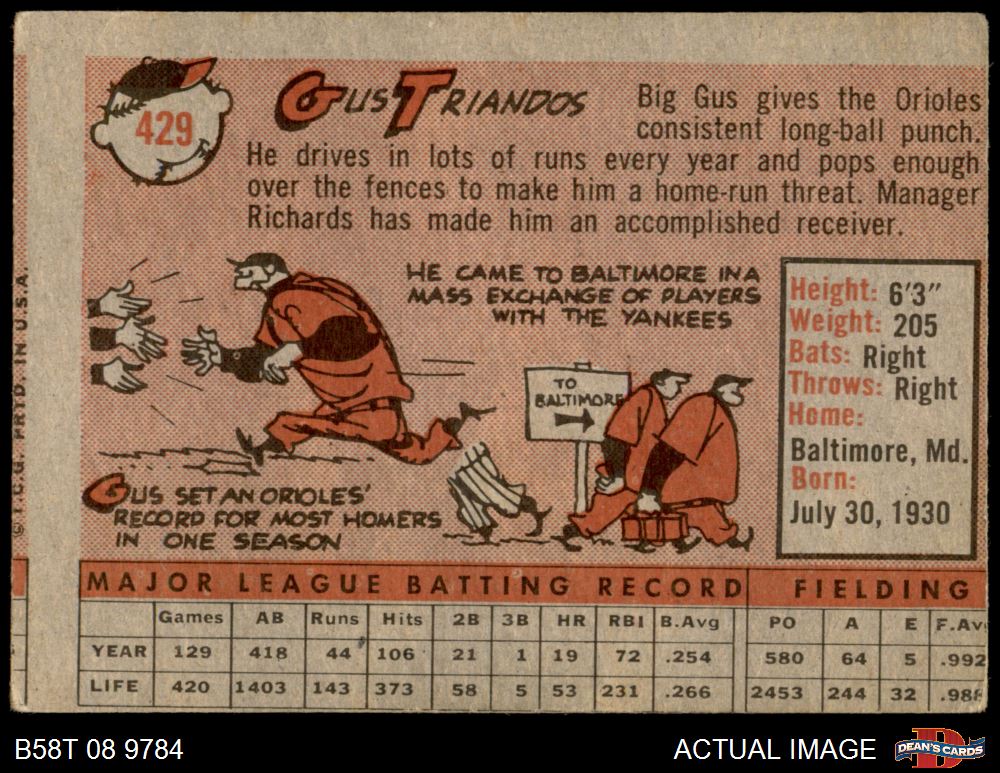 429
GUS TRIANDOS
Big Gus gives the Orioles
consistent long-ball punch.
He drives in lots of runs every year and pops enough
over the fences to make him a home-run threat. Manager
Richards has made him an accomplished receiver.
HE CAME TO BALTIMORE IN A
MASS EXCHANGE OF PLAYERS
WITH THE YANKEES
TO
BALTIMORE
GUS SET AN ORIOLES'
RECORD FOR MOST HOMERS
IN ONE SEASON
Height: 6'3"
Weight: 205
Bats: Right
Throws: Right
Home:
Baltimore, Md.
Born:
July 30, 1930
© T.C.G. PRTD. IN U.S.A.
MAJOR LEAGUE BATTING RECORD FIELDING
Games AB Runs Hits 2B 3B HR RBI B.Avg PO A E F.Av
YEAR 129 418 44 106 21 1 19 72 .254 580 64 5 .992
LIFE 420 1403 143 373 58 5 53 231 .266 2453 244 32 .988
B58T 08 9784
ACTUAL IMAGE
DEAN'S CARDS